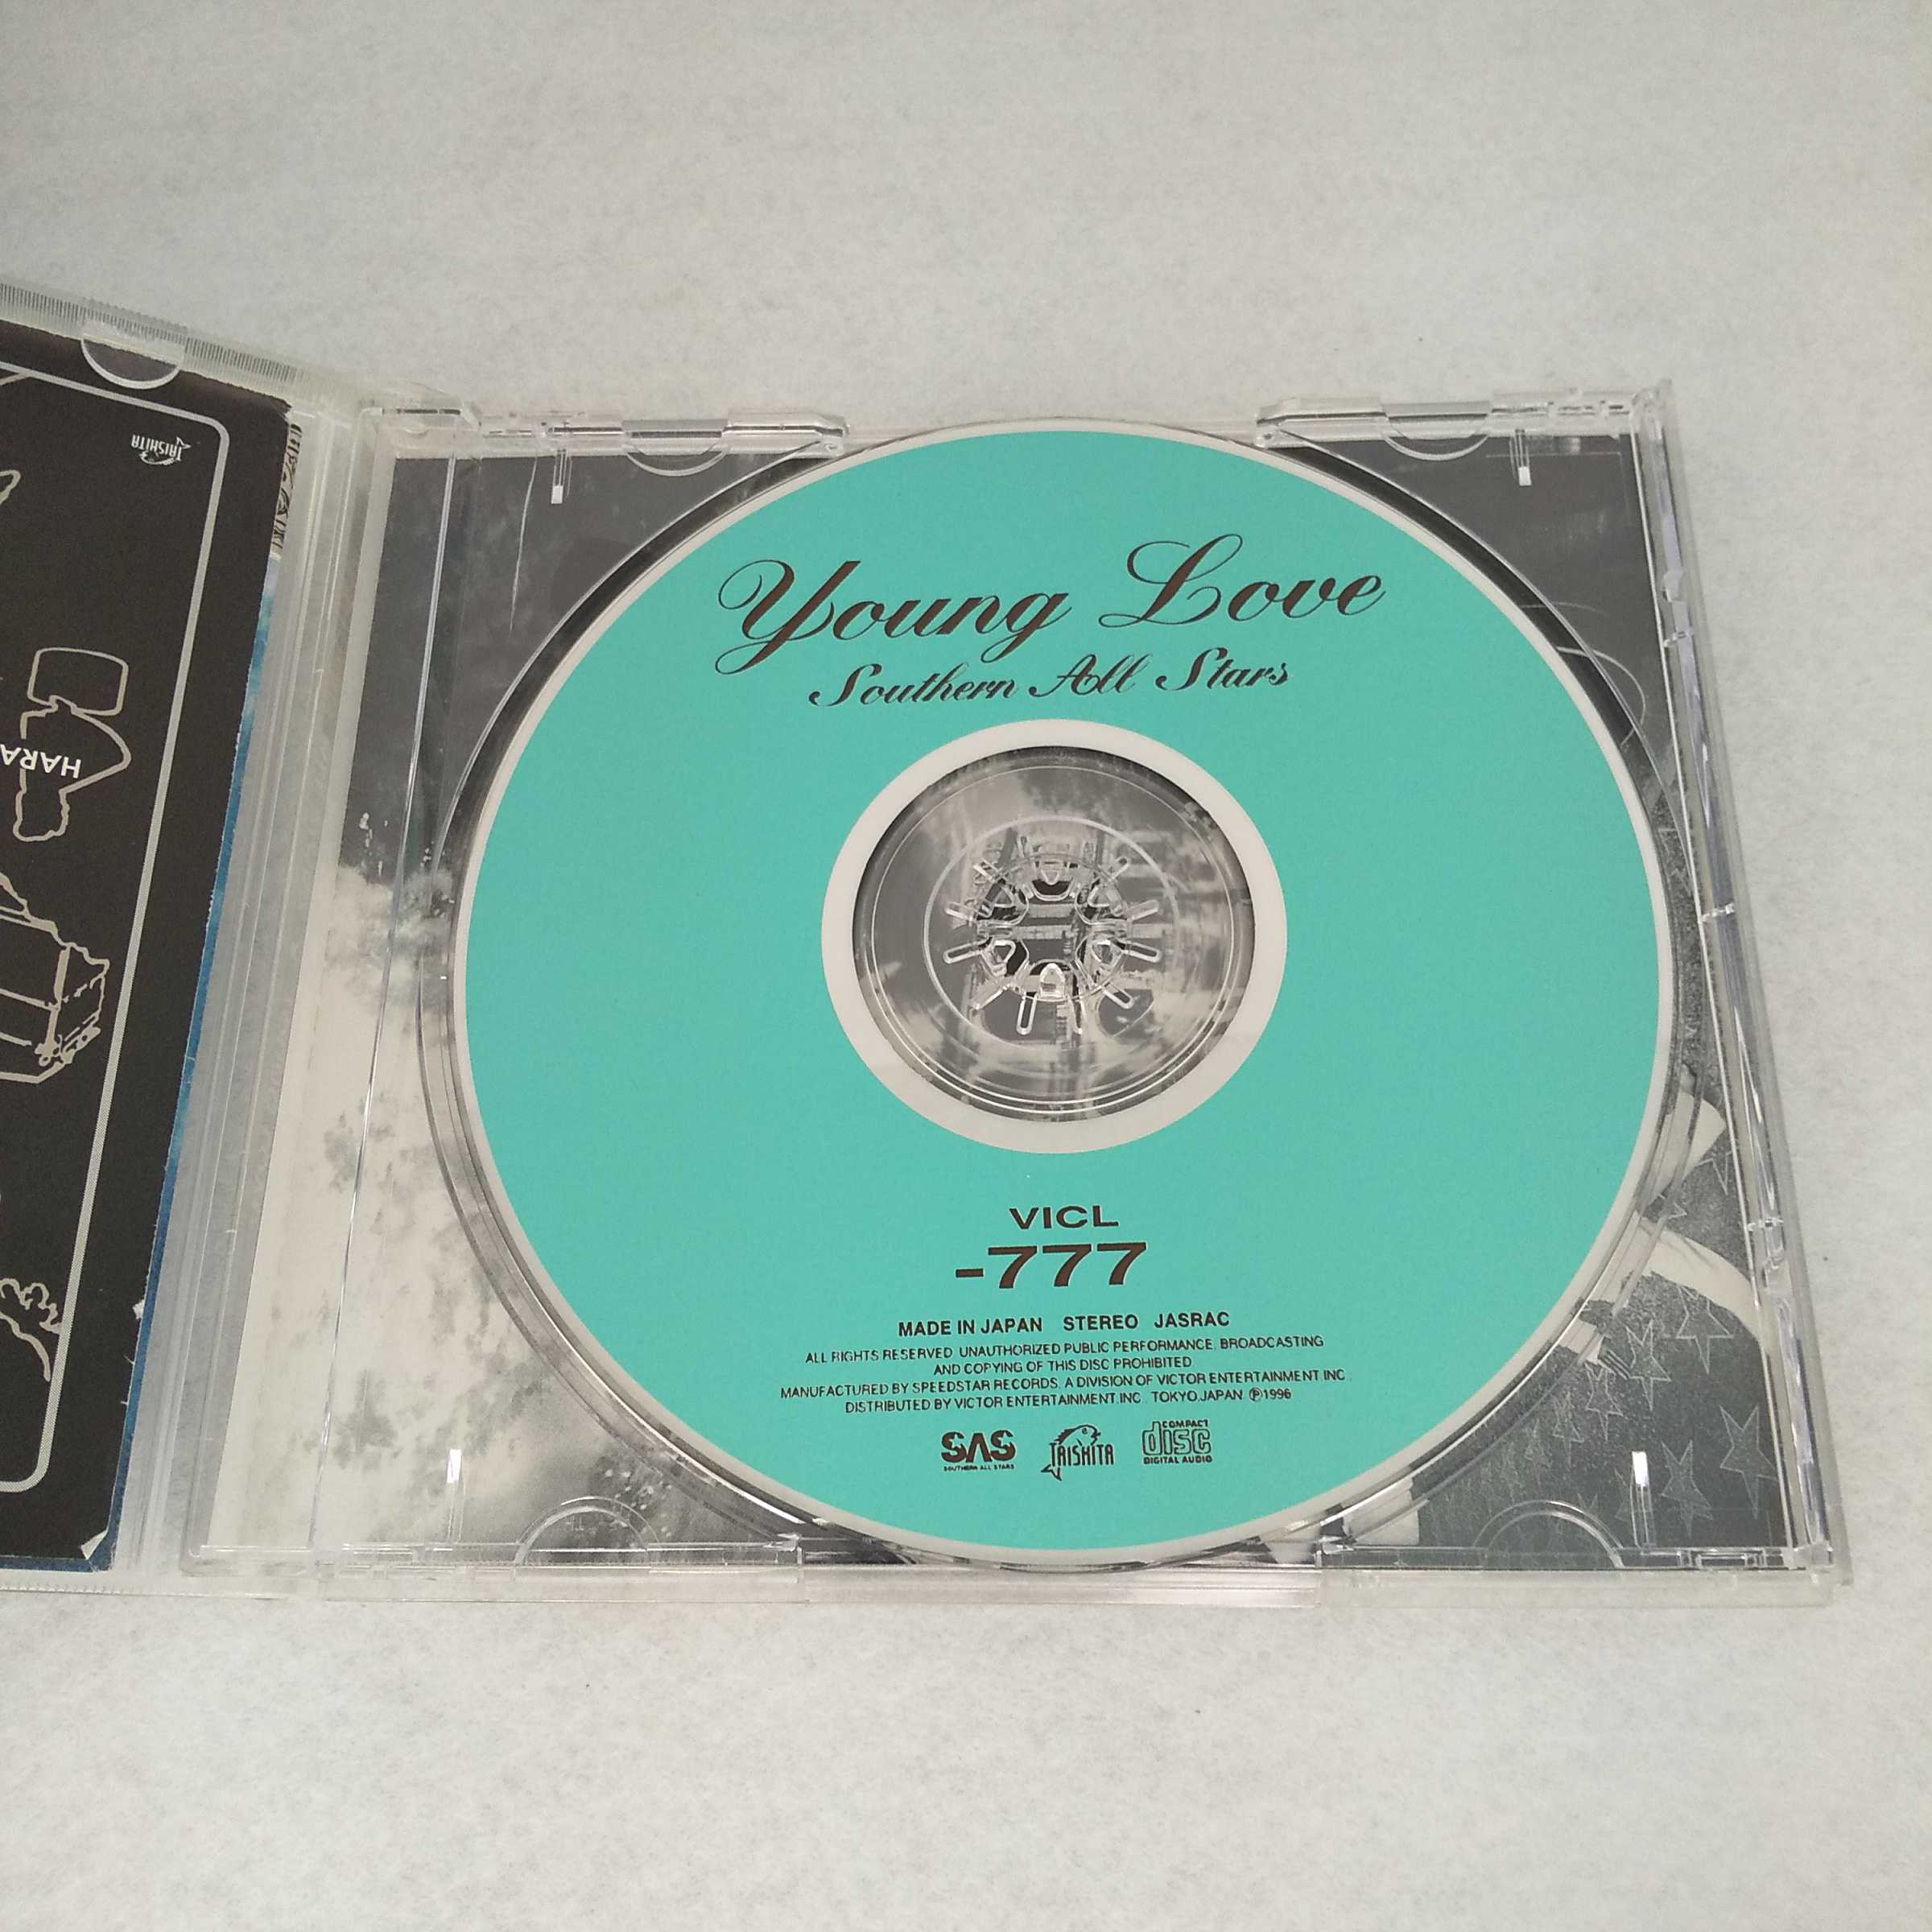 Young Love
Southern All Stars
VICL
-777
MADE IN JAPAN STEREO JASRAC
ALL RIGHTS RESERVED. UNAUTHORIZED PUBLIC PERFORMANCE, BROADCASTING
AND COPYING OF THIS DISC PROHIBITED
MANUFACTURED BY SPEEDSTAR RECORDS, A DIVISION OF VICTOR ENTERTAINMENT INC.,
DISTRIBUTED BY VICTOR ENTERTAINMENT, INC., TOKYO, JAPAN. Ⓟ1996
SAS
SOUTHERN ALL STARS
TAISHITA
COMPACT
disc
DIGITAL AUDIO
TAISHITA
TAISHITA
HARA